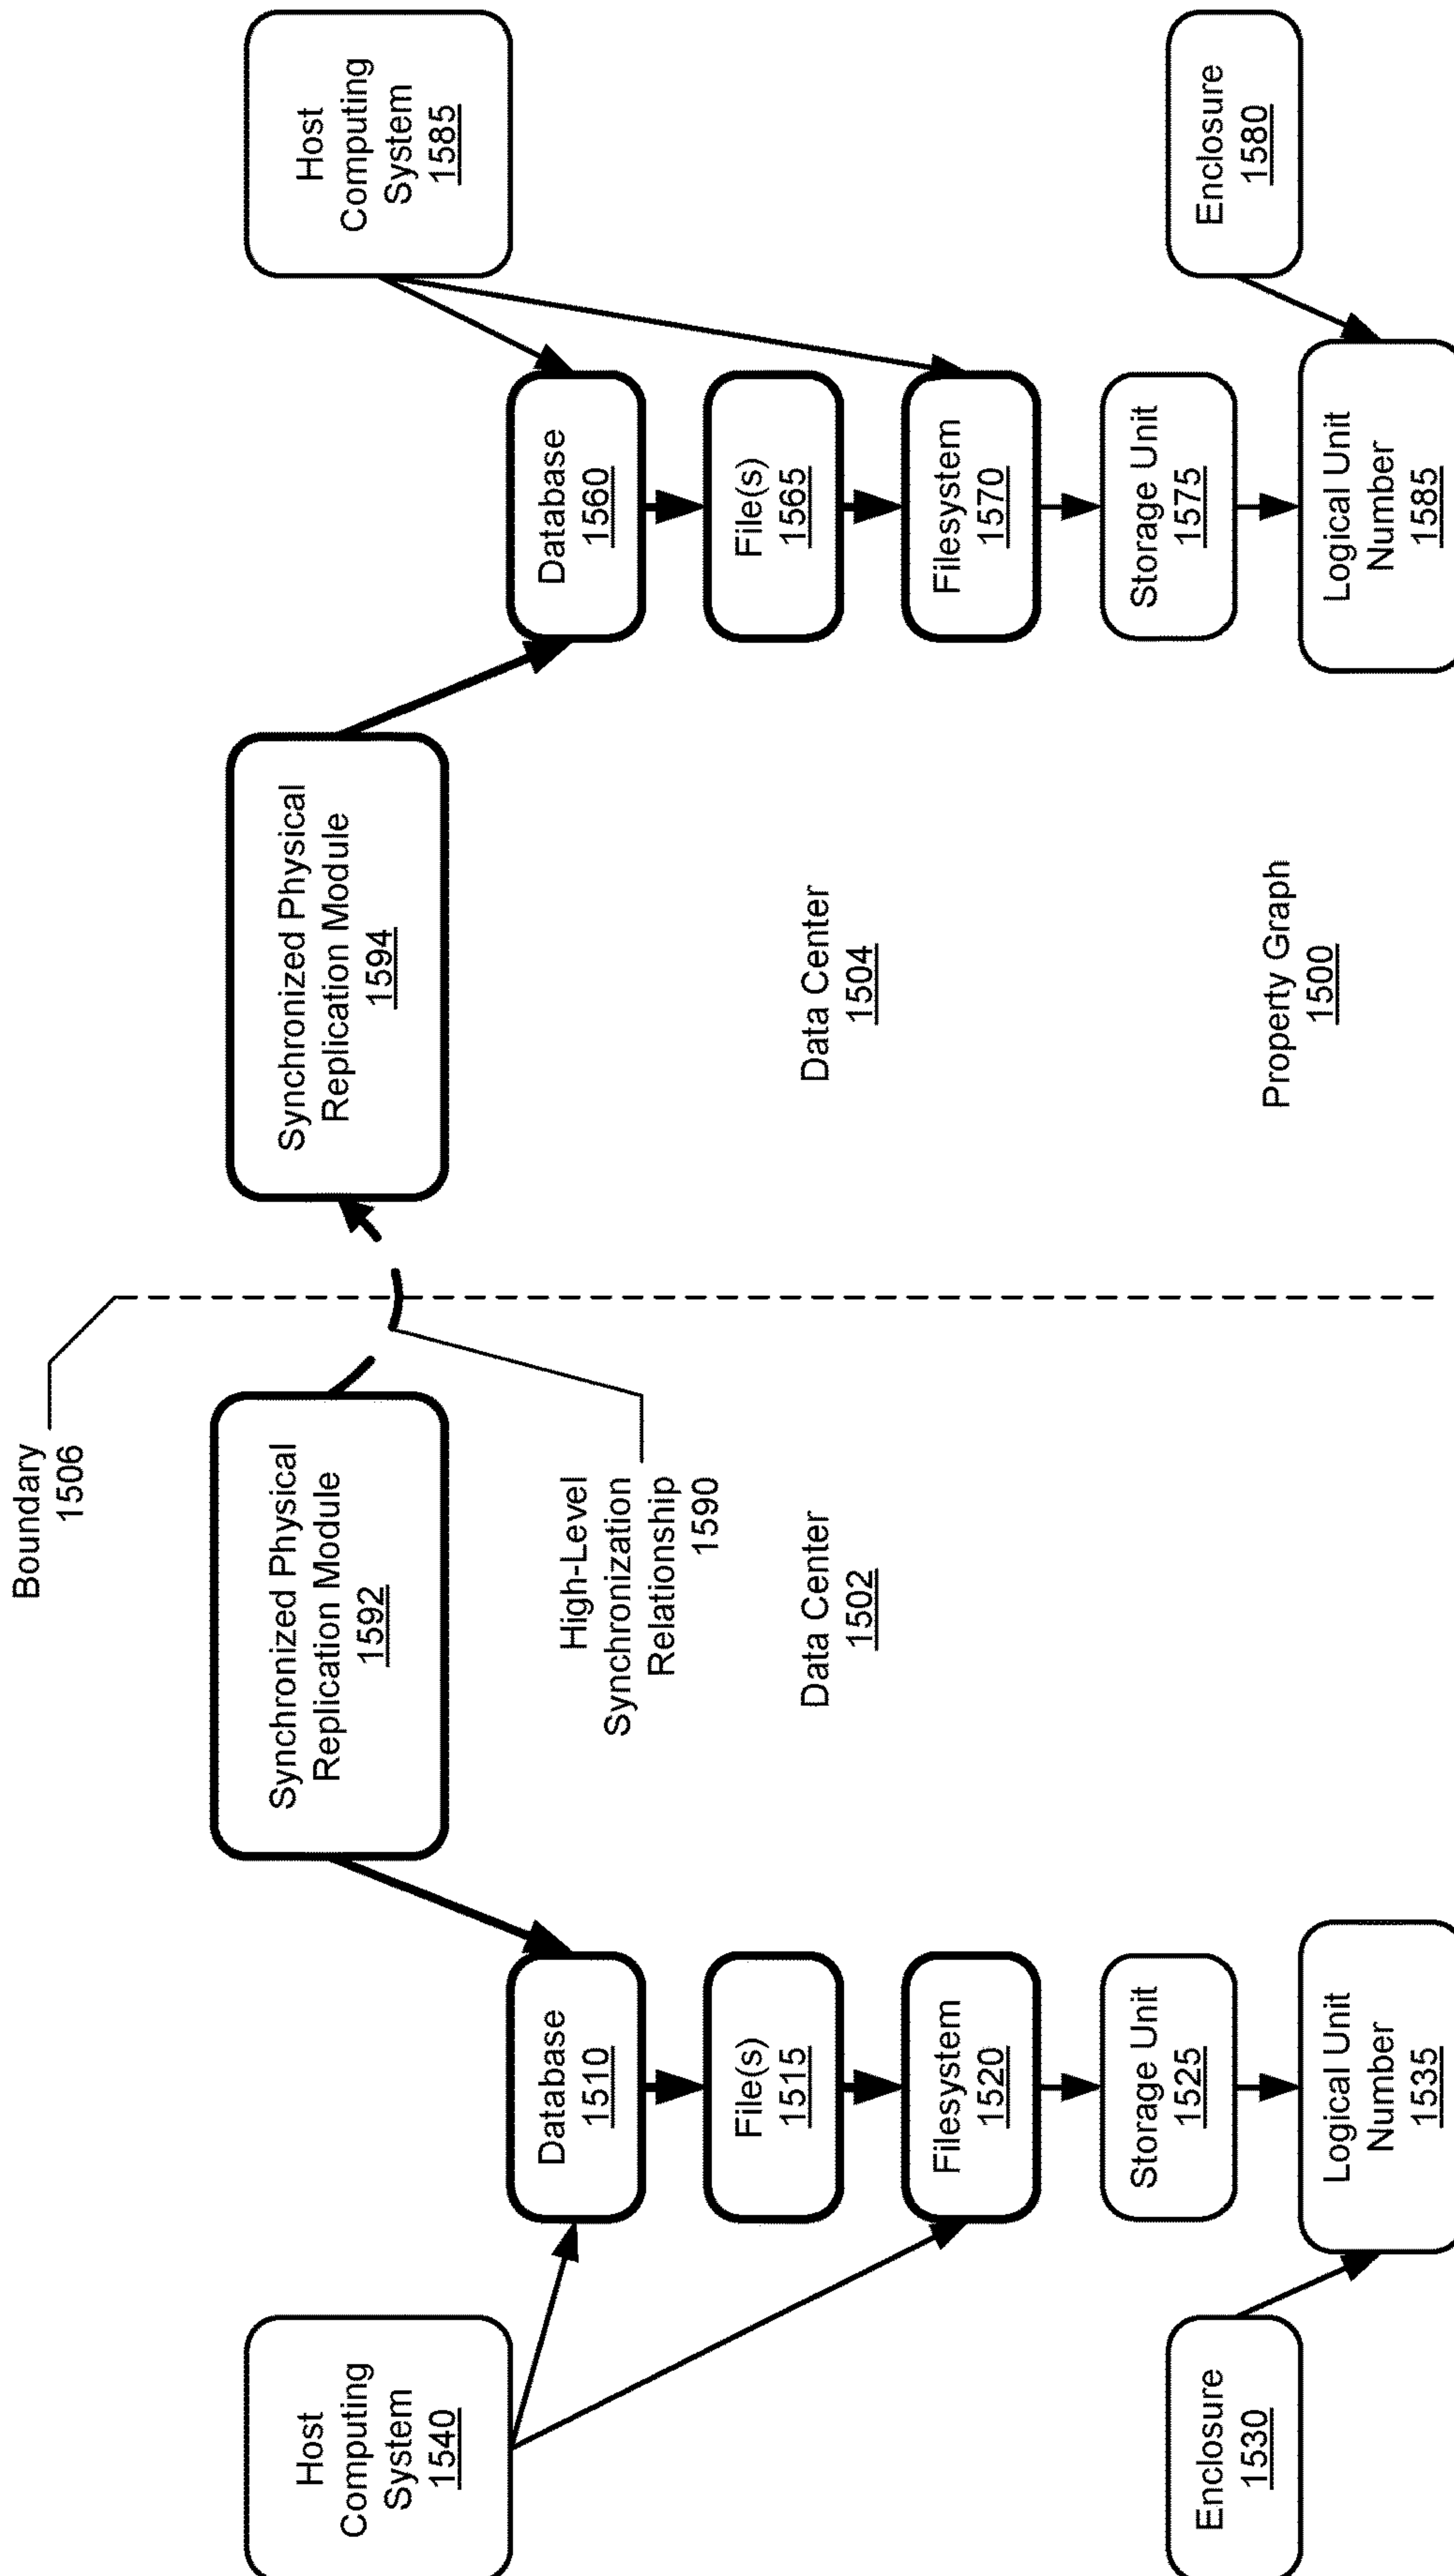 Boundary
1506
Host
Computing
System
1540
Synchronized Physical
Replication Module
1592
Synchronized Physical
Replication Module
1594
Host
Computing
System
1585
High-Level
Synchronization
Relationship
1590
Database
1510
Database
1560
File(s)
1515
File(s)
1565
Data Center
1502
Data Center
1504
Filesystem
1520
Filesystem
1570
Storage Unit
1525
Storage Unit
1575
Enclosure
1530
Enclosure
1580
Property Graph
1500
Logical Unit
Number
1535
Logical Unit
Number
1585